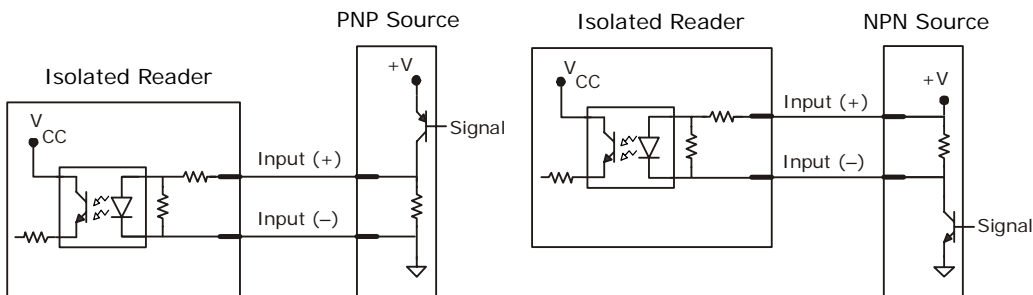 PNP Source
+V
Isolated Reader
V
CC
Signal
Input (+)
Input (–)
Isolated Reader
NPN Source
V
CC
+V
Input (+)
Input (–)
Signal